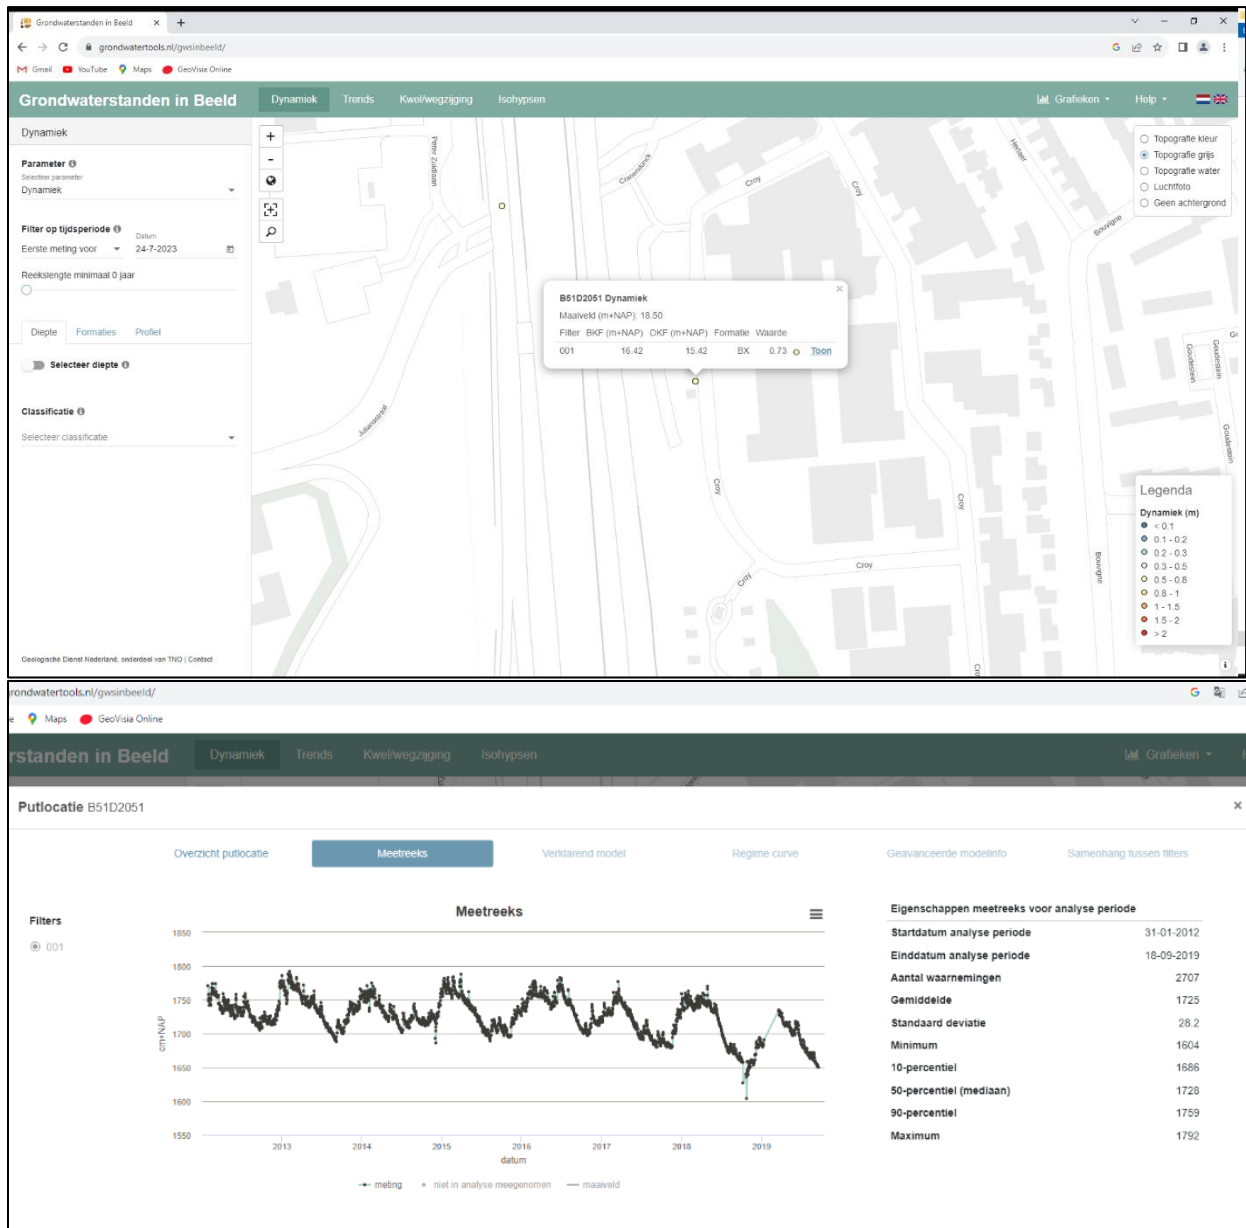 Grondwaterstanden in Beeld
grondwatertools.nl/gwsinbeeld/
Gmail YouTube Maps GeoVisia Online
Grondwaterstanden in Beeld Dynamiek Trends Kwel/wegzijging Isohypsen Grafieken Help
Dynamiek
Parameter
Selecteer parameter
Dynamiek
Filter op tijdsperiode
Datum
Eerste meting voor 24-7-2023
Reekslengte minimaal 0 jaar
Diepte Formaties Profiel
Selecteer diepte
Classificatie
Selecteer classificatie
Geologische Dienst Nederland, onderdeel van TNO | Contact
+
-
Peter Zuidlaan
Cranerstronck
Croy
Croy
Herlaer
Bouvigne
Julianastraat
Croy
Croy
Croy
Croy
Bouvigne
Goudestein
Goudestein
Goudestein
B51D2051 Dynamiek
Maaiveld (m+NAP): 18.50
Filter BKF (m+NAP) OKF (m+NAP) Formatie Waarde
001 16.42 15.42 BX 0.73 Toon
Topografie kleur
Topografie grijs
Topografie water
Luchtfoto
Geen achtergrond
Legenda
Dynamiek (m)
< 0.1
0.1 - 0.2
0.2 - 0.3
0.3 - 0.5
0.5 - 0.8
0.8 - 1
1 - 1.5
1.5 - 2
> 2
rondwatertools.nl/gwsinbeeld/
Maps GeoVisia Online
rstanden in Beeld Dynamiek Trends Kwel/wegzijging Isohypsen Grafieken
Putlocatie B51D2051
Overzicht putlocatie Meetreeks Verklarend model Regime curve Geavanceerde modelinfo Samenhang tussen filters
Filters
001
Meetreeks
1850
1800
1750
1700
1650
1600
1550
cm+NAP
2013 2014 2015 2016 2017 2018 2019
datum
meting niet in analyse meegenomen maaiveld
Eigenschappen meetreeks voor analyse periode
Startdatum analyse periode 31-01-2012
Einddatum analyse periode 18-09-2019
Aantal waarnemingen 2707
Gemiddelde 1725
Standaard deviatie 28.2
Minimum 1604
10-percentiel 1686
50-percentiel (mediaan) 1728
90-percentiel 1759
Maximum 1792